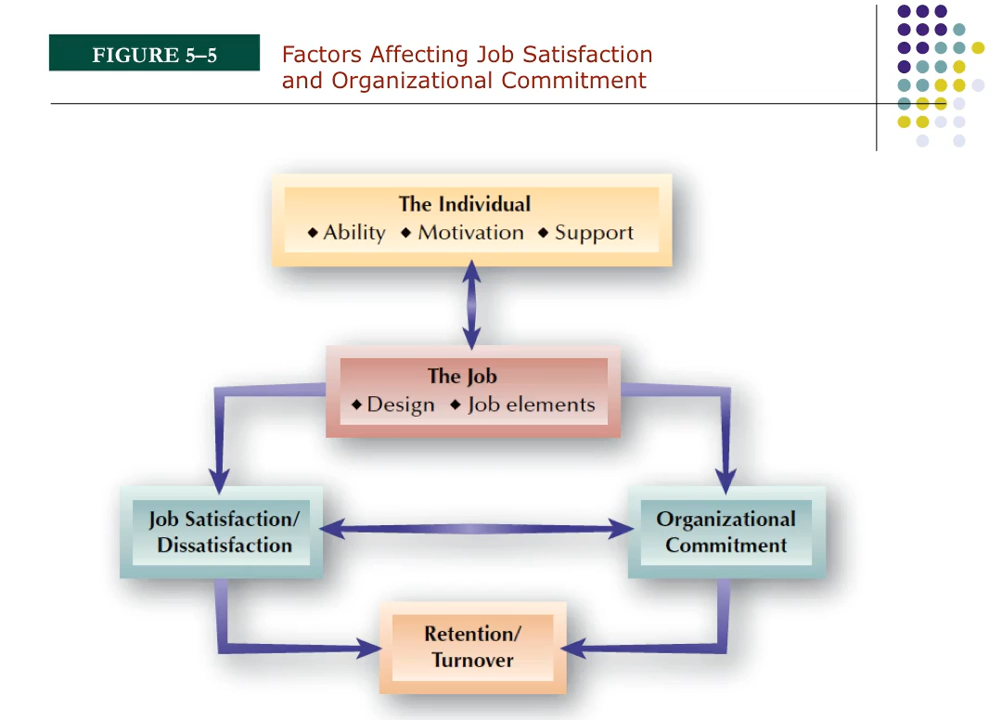 FIGURE 5–5
Factors Affecting Job Satisfaction
and Organizational Commitment
The Individual
◆ Ability ◆ Motivation ◆ Support
The Job
◆ Design ◆ Job elements
Job Satisfaction/
Dissatisfaction
Organizational
Commitment
Retention/
Turnover